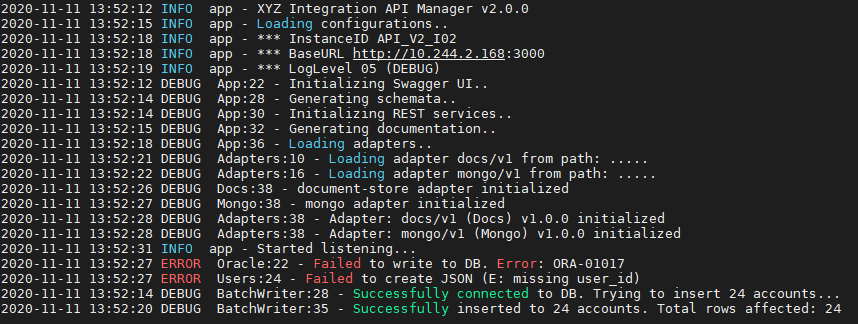 2020-11-11 13:52:12 INFO  app - XYZ Integration API Manager v2.0.0
2020-11-11 13:52:15 INFO  app - Loading configurations..
2020-11-11 13:52:18 INFO  app - *** InstanceID API_V2_I02
2020-11-11 13:52:18 INFO  app - *** BaseURL http://10.244.2.168:3000
2020-11-11 13:52:19 INFO  app - *** LogLevel 05 (DEBUG)
2020-11-11 13:52:12 DEBUG  App:22 - Initializing Swagger UI..
2020-11-11 13:52:14 DEBUG  App:28 - Generating schemata..
2020-11-11 13:52:14 DEBUG  App:30 - Initializing REST services..
2020-11-11 13:52:15 DEBUG  App:32 - Generating documentation..
2020-11-11 13:52:18 DEBUG  App:36 - Loading adapters..
2020-11-11 13:52:21 DEBUG  Adapters:10 - Loading adapter docs/v1 from path: .....
2020-11-11 13:52:22 DEBUG  Adapters:16 - Loading adapter mongo/v1 from path: .....
2020-11-11 13:52:26 DEBUG  Docs:38 - document-store adapter initialized
2020-11-11 13:52:27 DEBUG  Mongo:38 - mongo adapter initialized
2020-11-11 13:52:28 DEBUG  Adapters:38 - Adapter: docs/v1 (Docs) v1.0.0 initialized
2020-11-11 13:52:28 DEBUG  Adapters:38 - Adapter: mongo/v1 (Mongo) v1.0.0 initialized
2020-11-11 13:52:31 INFO  app - Started listening...
2020-11-11 13:52:27 ERROR  Oracle:22 - Failed to write to DB. Error: ORA-01017
2020-11-11 13:52:27 ERROR  Users:24 - Failed to create JSON (E: missing user_id)
2020-11-11 13:52:14 DEBUG  BatchWriter:28 - Successfully connected to DB. Trying to insert 24 accounts...
2020-11-11 13:52:20 DEBUG  BatchWriter:35 - Successfully inserted to 24 accounts. Total rows affected: 24